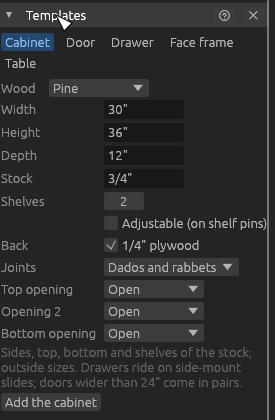 Templates
Cabinet Door Drawer Face frame
Table
Wood Pine
Width 30"
Height 36"
Depth 12"
Stock 3/4"
Shelves 2
Adjustable (on shelf pins)
Back 1/4" plywood
Joints Dados and rabbets
Top opening Open
Opening 2 Open
Bottom opening Open
Sides, top, bottom and shelves of the stock;
outside sizes. Drawers ride on side-mount
slides; doors wider than 24" come in pairs.
Add the cabinet